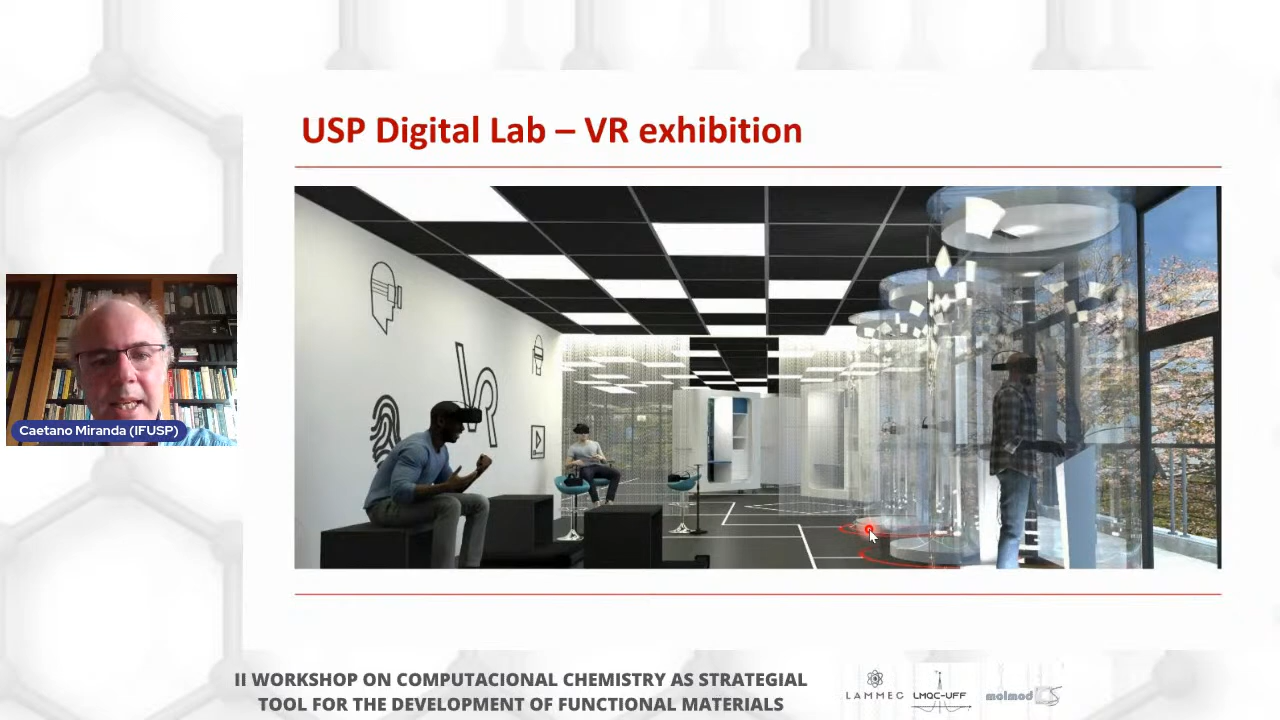 USP Digital Lab – VR exhibition
VR
Caetano Miranda (IFUSP)
II WORKSHOP ON COMPUTACIONAL CHEMISTRY AS STRATEGIAL
TOOL FOR THE DEVELOPMENT OF FUNCTIONAL MATERIALS
LAMMEC
LMQC-UFF
molmod CS